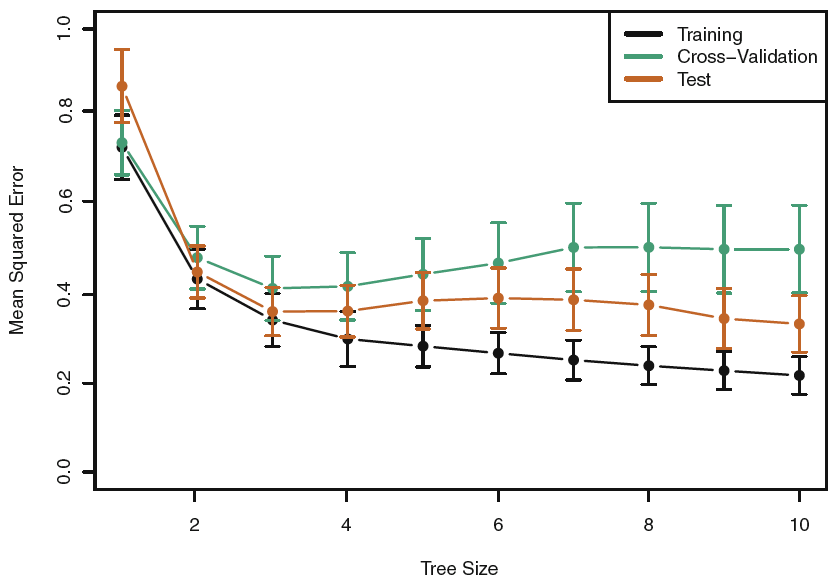 Training
Cross−Validation
Test
Mean Squared Error
1.0
0.8
0.6
0.4
0.2
0.0
2 4 6 8 10
Tree Size